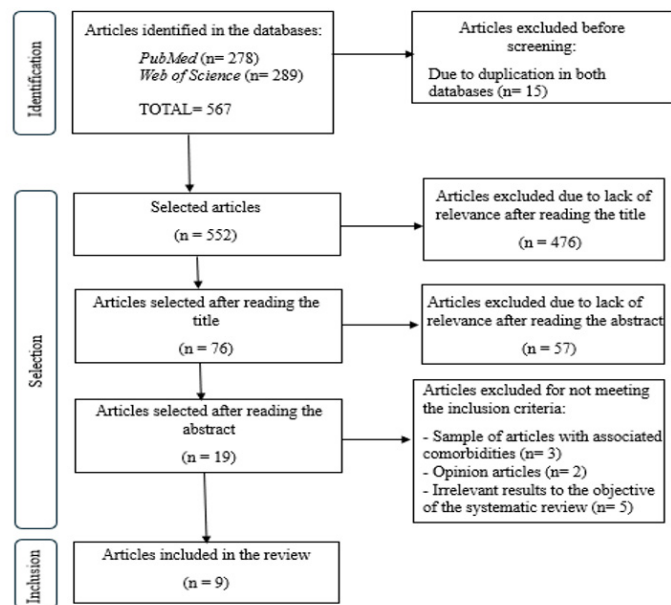 Identification
Articles identified in the databases:
PubMed (n= 278)
Web of Science (n= 289)
TOTAL= 567
Articles excluded before
screening:
Due to duplication in both
databases (n= 15)
Selection
Selected articles
(n = 552)
Articles excluded due to lack of
relevance after reading the title
(n = 476)
Articles selected after reading the
title
(n = 76)
Articles excluded due to lack of
relevance after reading the abstract
(n = 57)
Articles selected after reading the
abstract
(n = 19)
Articles excluded for not meeting
the inclusion criteria:
- Sample of articles with associated
comorbidities (n= 3)
- Opinion articles (n= 2)
- Irrelevant results to the objective
of the systematic review (n= 5)
Inclusion
Articles included in the review
(n = 9)